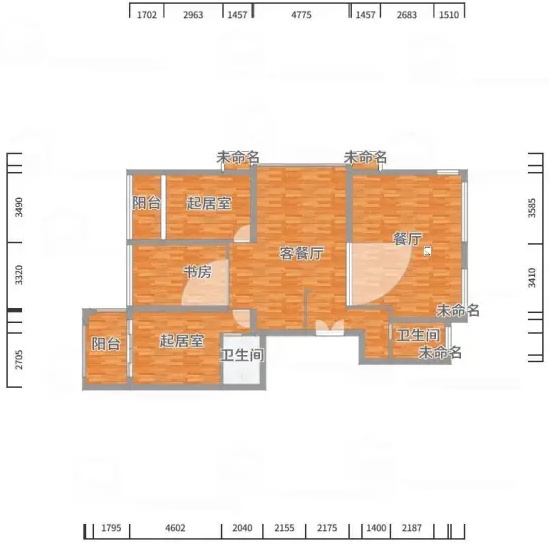 1702 2963 1457 4775 1457 2683 1510
未命名 未命名
3490 3320 2705
阳台 起居室
客餐厅
餐厅
书房
3585 3410
未命名
阳台 起居室
卫生间
卫生间
未命名
1795 4602 2040 2155 2175 1400 2187